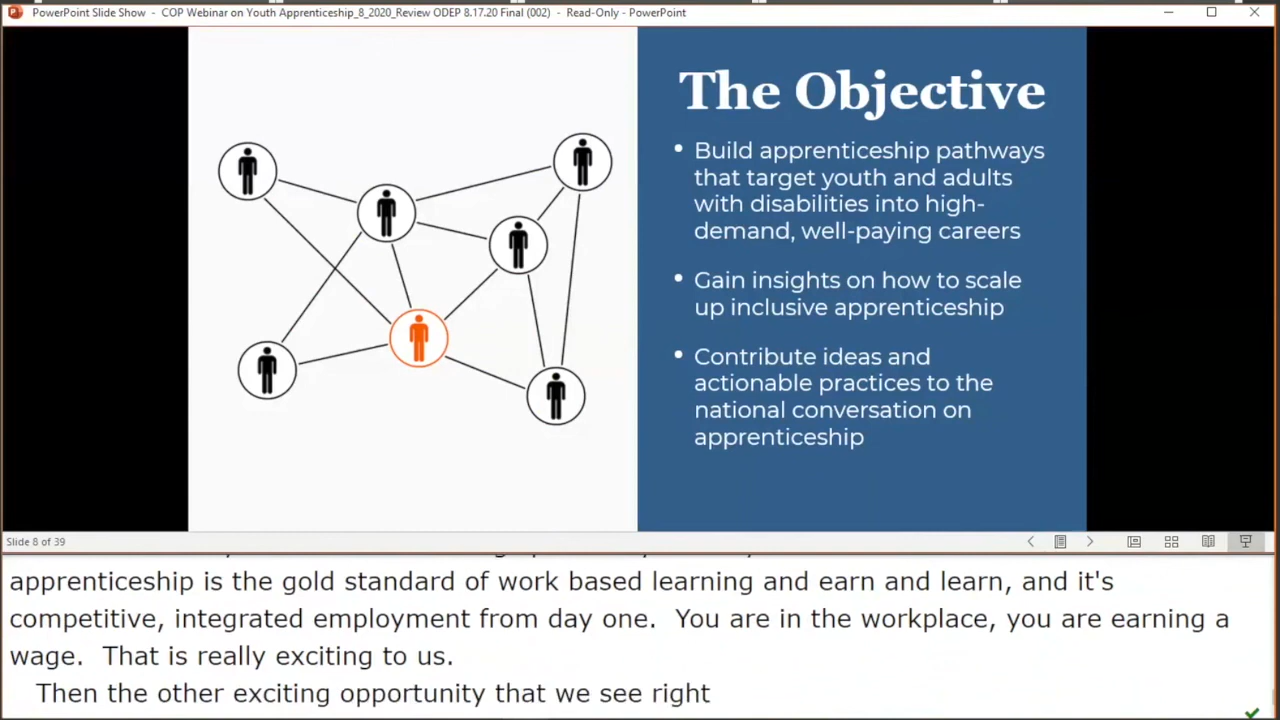 PowerPoint Slide Show - COP Webinar on Youth Apprenticeship_8_2020_Review ODEP 8.17.20 Final (002) - Read-Only - PowerPoint
The Objective
• Build apprenticeship pathways
that target youth and adults
with disabilities into high-
demand, well-paying careers
• Gain insights on how to scale
up inclusive apprenticeship
• Contribute ideas and
actionable practices to the
national conversation on
apprenticeship
Slide 8 of 39
apprenticeship is the gold standard of work based learning and earn and learn, and it's
competitive, integrated employment from day one.  You are in the workplace, you are earning a
wage.  That is really exciting to us.
Then the other exciting opportunity that we see right